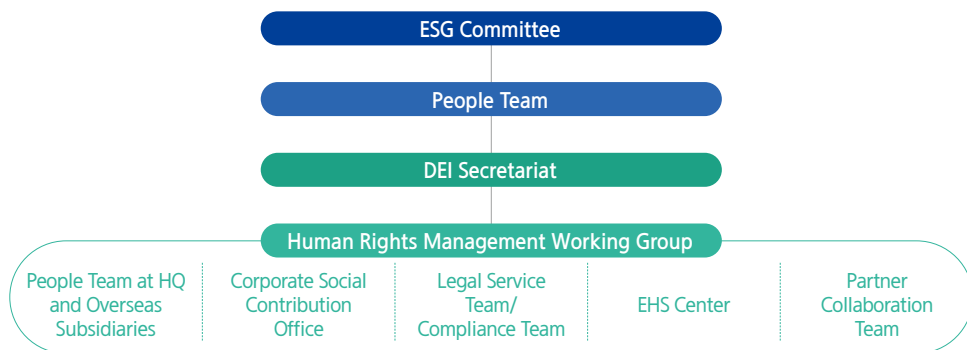 ESG Committee
People Team
DEI Secretariat
Human Rights Management Working Group
People Team at HQ
and Overseas
Subsidiaries
Corporate Social
Contribution
Office
Legal Service
Team/
Compliance Team
EHS Center
Partner
Collaboration
Team